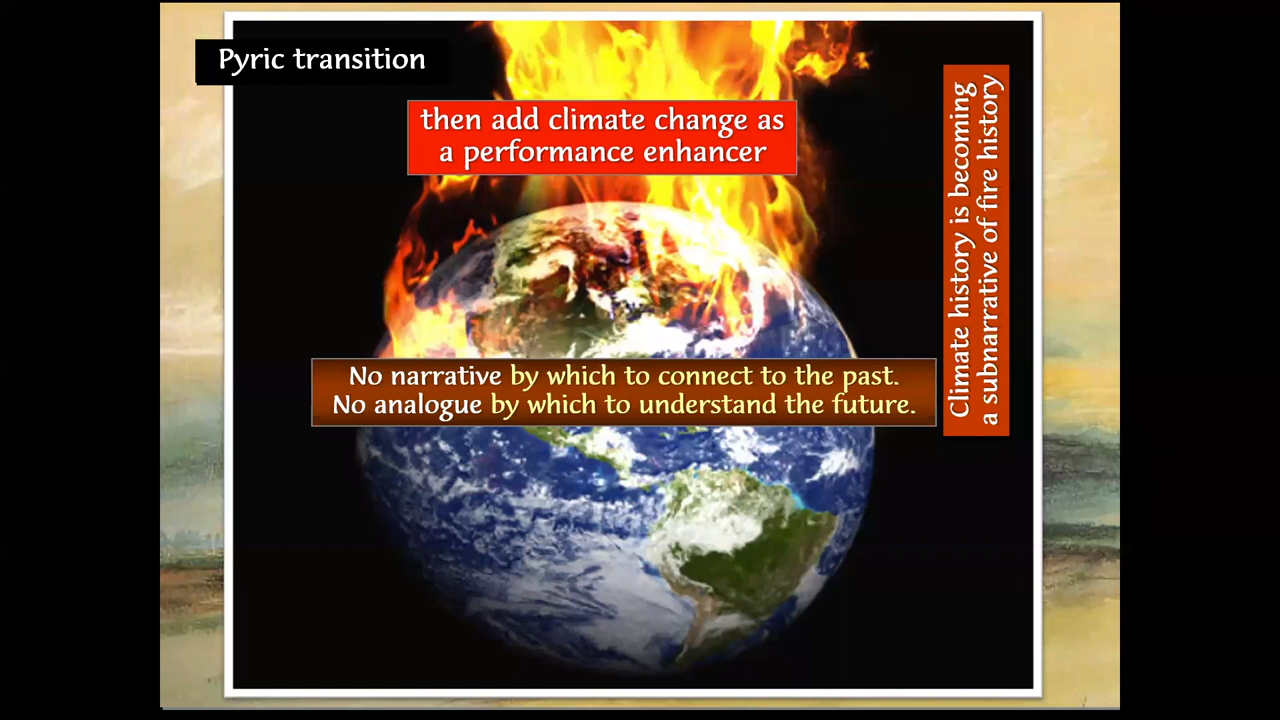 Pyric transition
then add climate change as
a performance enhancer
Climate history is becoming
a subnarrative of fire history
No narrative by which to connect to the past.
No analogue by which to understand the future.